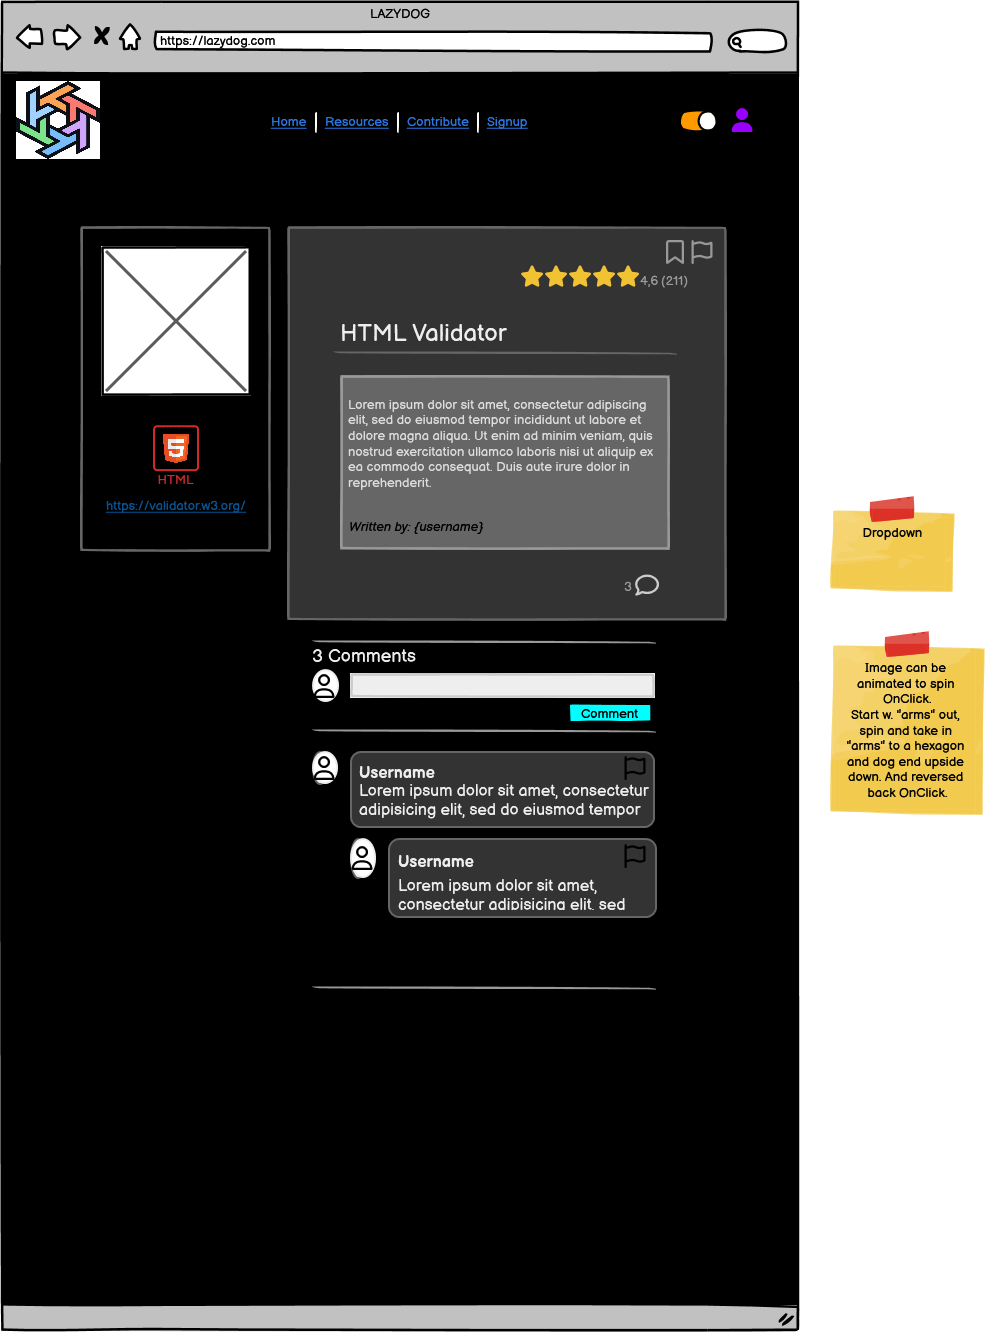 LAZYDOG
https://lazydog.com
Home
Resources
Contribute
Signup
4,6 (211)
HTML Validator
Lorem ipsum dolor sit amet, consectetur adipiscing
elit, sed do eiusmod tempor incididunt ut labore et
dolore magna aliqua. Ut enim ad minim veniam, quis
nostrud exercitation ullamco laboris nisi ut aliquip ex
ea commodo consequat. Duis aute irure dolor in
reprehenderit.
Written by: {username}
3
HTML
https://validator.w3.org/
3 Comments
Comment
Username
Lorem ipsum dolor sit amet, consectetur
adipisicing elit, sed do eiusmod tempor
Username
Lorem ipsum dolor sit amet,
consectetur adipisicing elit, sed
Dropdown
Image can be
animated to spin
OnClick.
Start w. "arms" out,
spin and take in
"arms" to a hexagon
and dog end upside
down. And reversed
back OnClick.